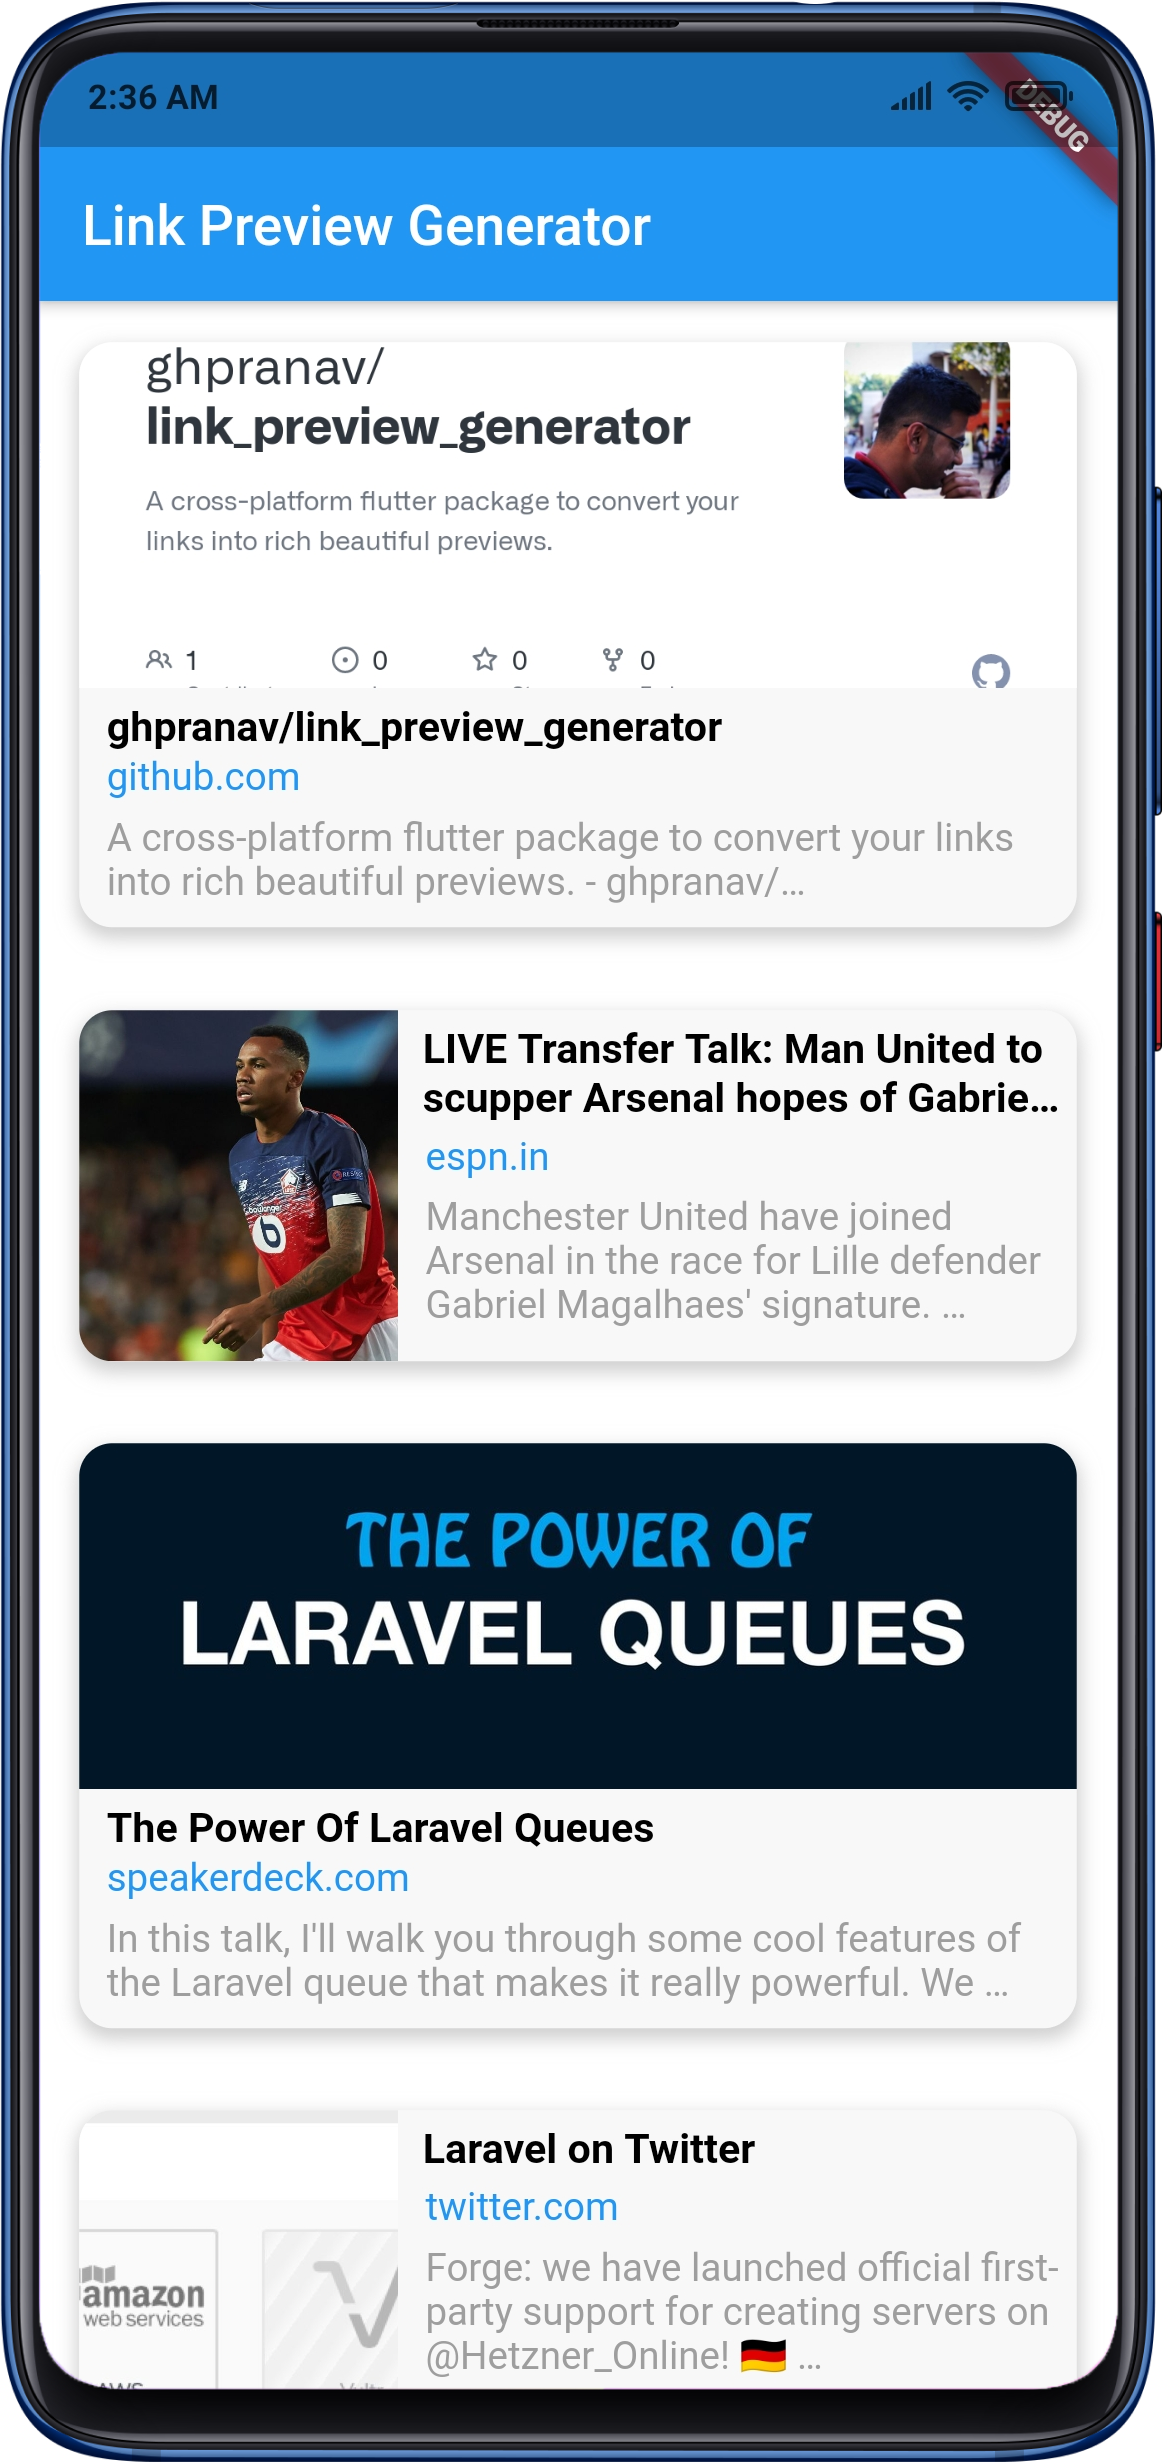 2:36 AM
DEBUG
Link Preview Generator
ghpranav/
link_preview_generator
A cross-platform flutter package to convert your
links into rich beautiful previews.
1 0 0 0
ghpranav/link_preview_generator
github.com
A cross-platform flutter package to convert your links
into rich beautiful previews. - ghpranav/…
LIVE Transfer Talk: Man United to
scupper Arsenal hopes of Gabrie…
espn.in
Manchester United have joined
Arsenal in the race for Lille defender
Gabriel Magalhaes' signature. …
boulanger
THE POWER OF
LARAVEL QUEUES
The Power Of Laravel Queues
speakerdeck.com
In this talk, I'll walk you through some cool features of
the Laravel queue that makes it really powerful. We …
Laravel on Twitter
twitter.com
Forge: we have launched official first-
party support for creating servers on
@Hetzner_Online! 🇩🇪 …
amazon
web services